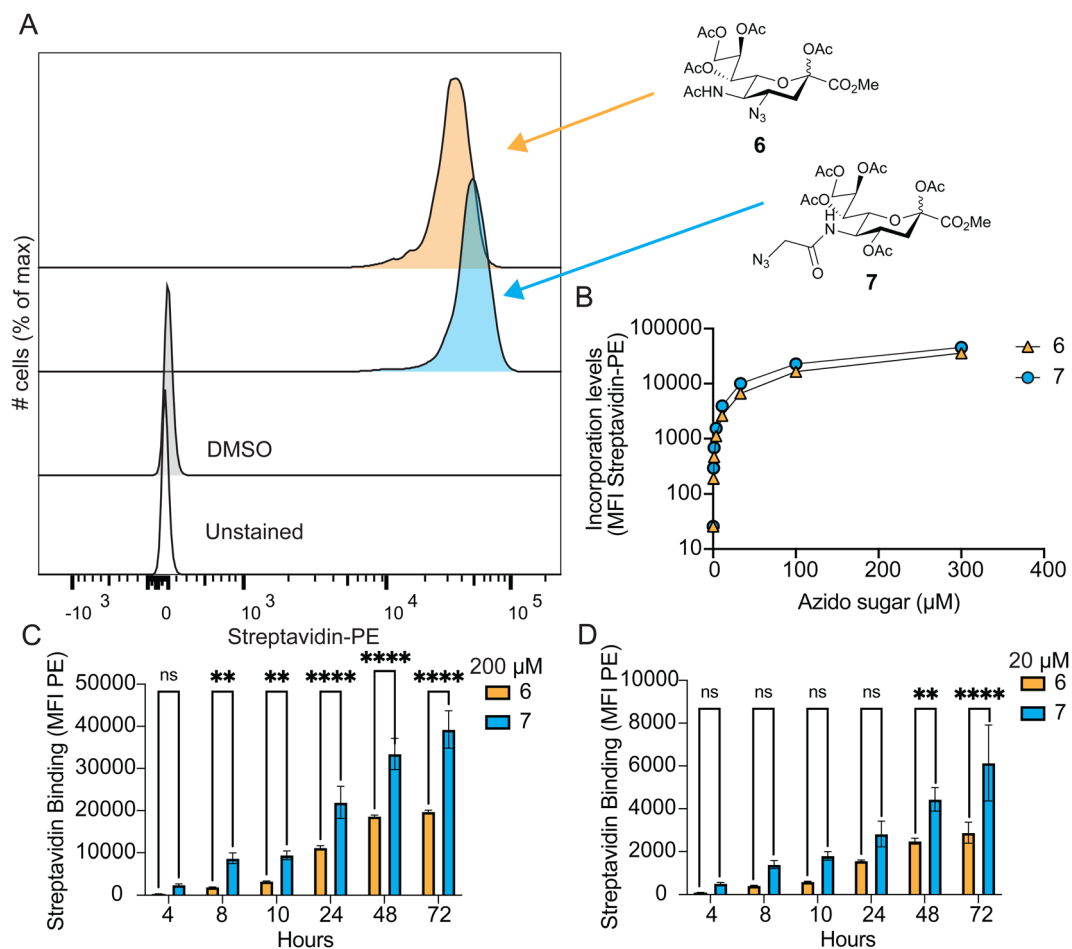 A
# cells (% of max)
DMSO
Unstained
-10 3 0 10 3 10 4 10 5
Streptavidin-PE
OAc
AcO
OAc
AcO
O
CO2Me
AcHN
N3
6
OAc
AcO
OAc
AcO
H
O
CO2Me
N
N3
O
OAc
7
B
Incorporation levels
(MFI Streptavidin-PE)
100000
10000
1000
100
10
0 100 200 300 400
Azido sugar (µM)
6
7
C
Streptavidin Binding (MFI PE)
50000
40000
30000
20000
10000
0
ns ** ** **** **** ****
200 µM
6
7
4 8 10 24 48 72
Hours
D
Streptavidin Binding (MFI PE)
10000
8000
6000
4000
2000
0
ns ns ns ns ** ****
20 µM
6
7
4 8 10 24 48 72
Hours